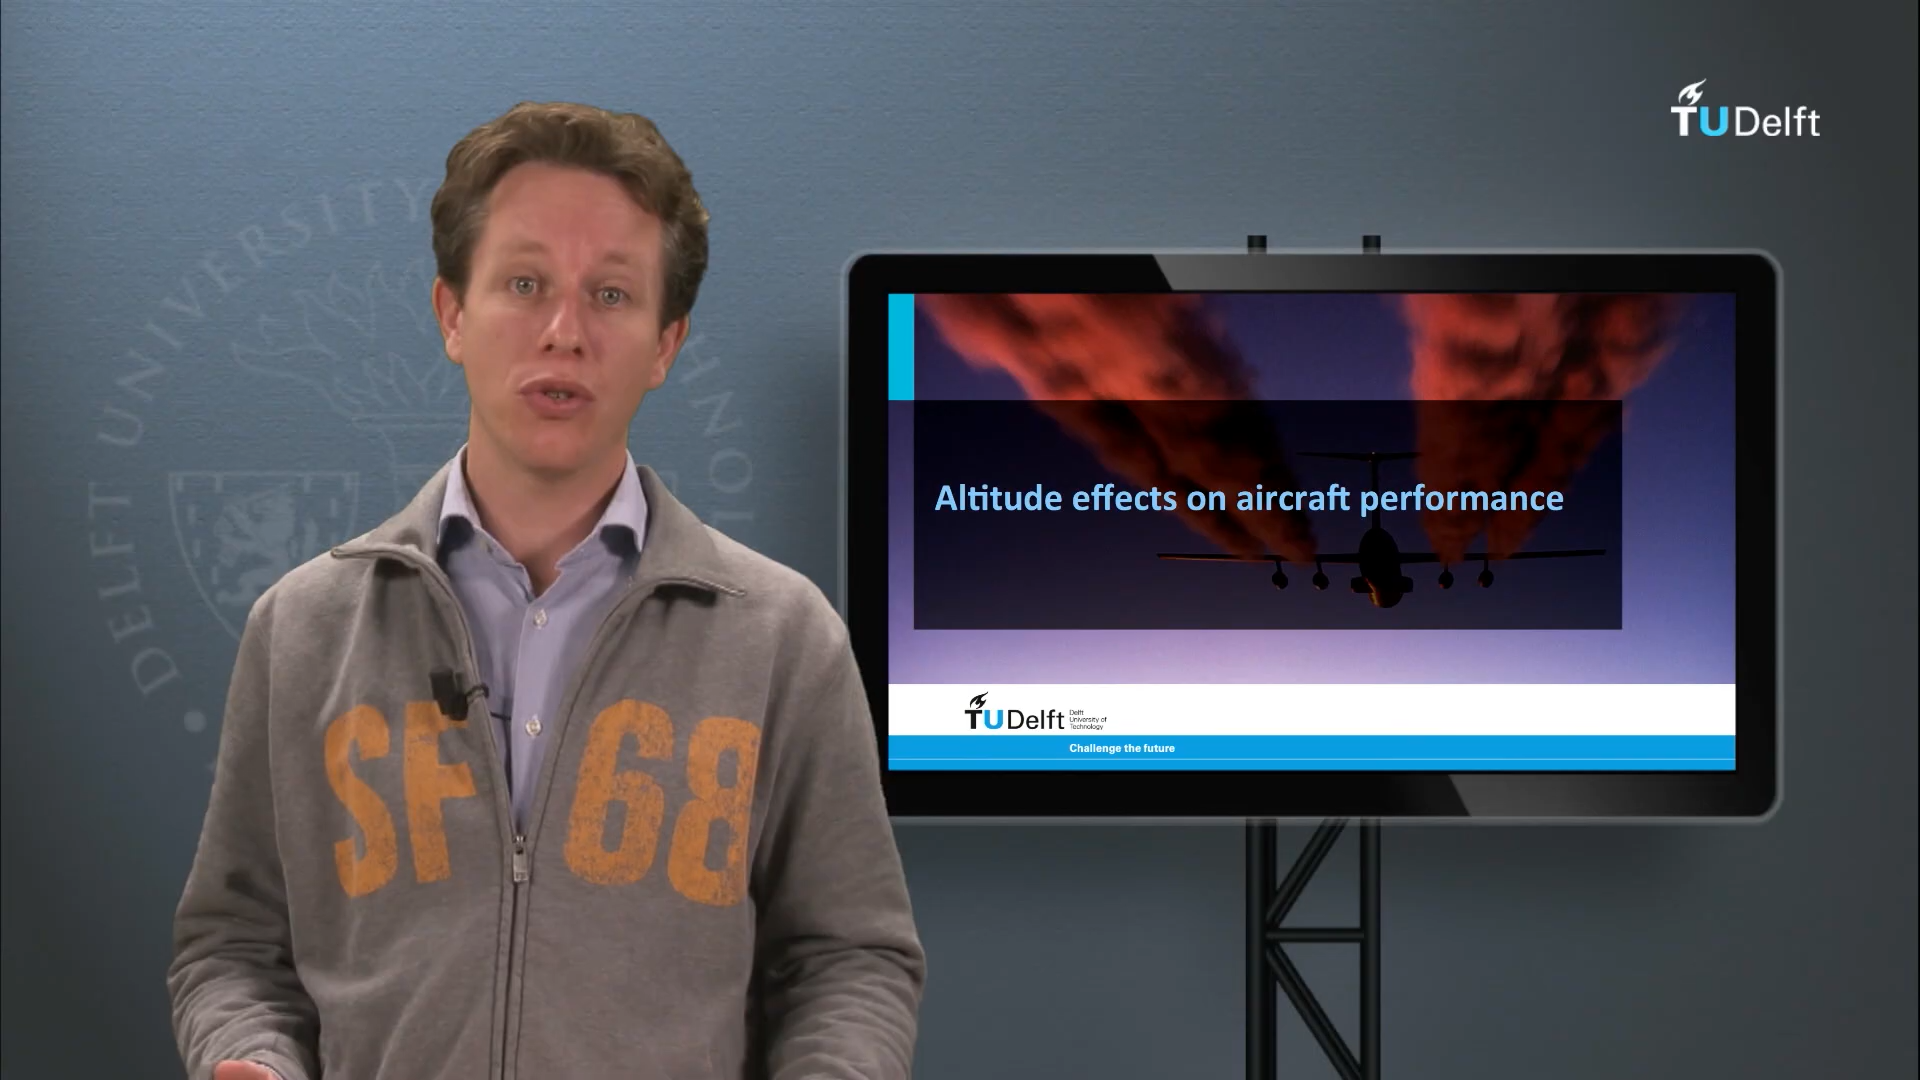 TUDelft
DELFT UNIVERSITY
Altitude effects on aircraft performance
SF 68
TUDelft
Delft
University of
Technology
Challenge the future